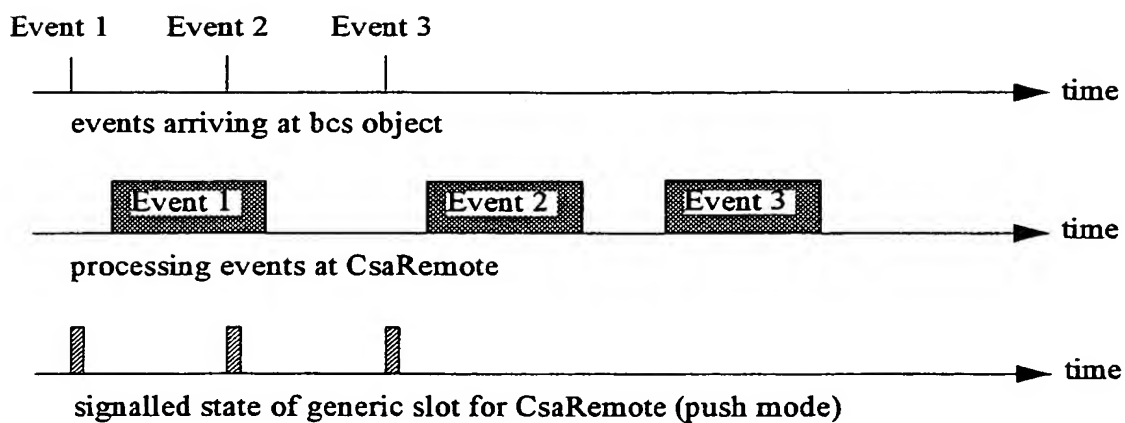 Event 1 Event 2 Event 3
time
events arriving at bcs object
Event 1 Event 2 Event 3
time
processing events at CsaRemote
time
signalled state of generic slot for CsaRemote (push mode)